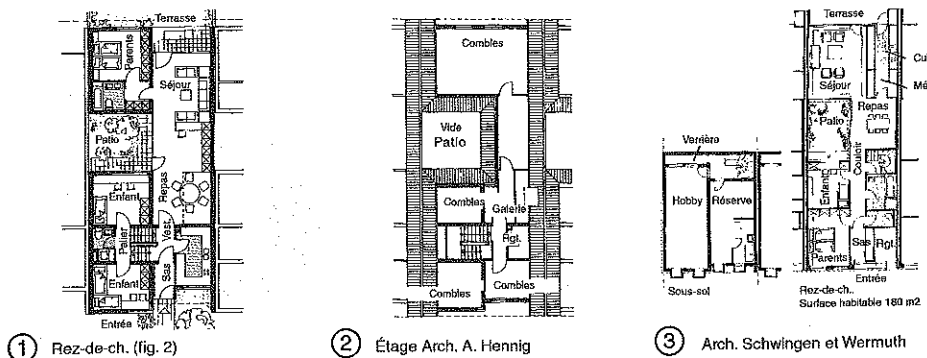 Terrasse
Parents
Séjour
Patio
Repas
Enfant
Palier
Vest.
Enfant
Sas
Entrée
① Rez-de-ch. (fig. 2)
Combles
Vide
Patio
Combles
Galerie
Rgt.
Combles
Combles
② Étage Arch. A. Hennig
Verrière
Hobby
Réserve
Sous-sol
Terrasse
Cui
Séjour
Mé
Repas
Patio
Couloir
Enfant
Sas
Rgt.
Parents
Entrée
Rez-de-ch..
Surface habitable 180 m2
③ Arch. Schwingen et Wermuth